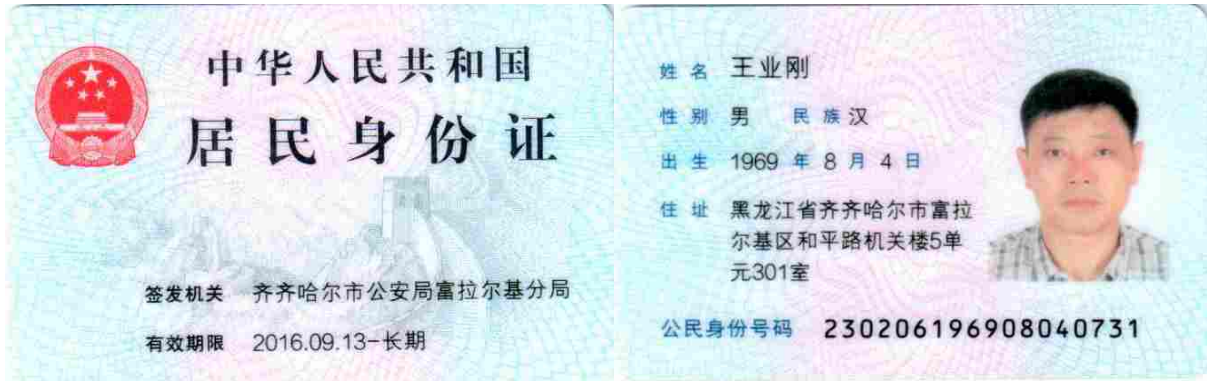 中华人民共和国
居民身份证
签发机关 齐齐哈尔市公安局富拉尔基分局
有效期限 2016.09.13-长期
姓名 王业刚
性别 男 民族 汉
出生 1969 年 8 月 4 日
住址 黑龙江省齐齐哈尔市富拉
尔基区和平路机关楼5单
元301室
公民身份号码 230206196908040731